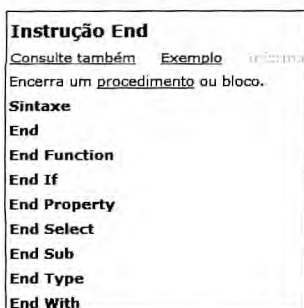 Instrução End
Consulte também Exemplo
Encerra um procedimento ou bloco.
Sintaxe
End
End Function
End If
End Property
End Select
End Sub
End Type
End With